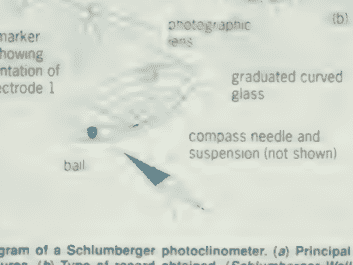 photographic
lens
(b)
marker
howing
ntation of
ectrode 1
graduated curved
glass
compass needle and
suspension (not shown)
ball
gram of a Schlumberger photoclinometer. (a) Principal
(b) Type of record obtained. (Schlumberger Well